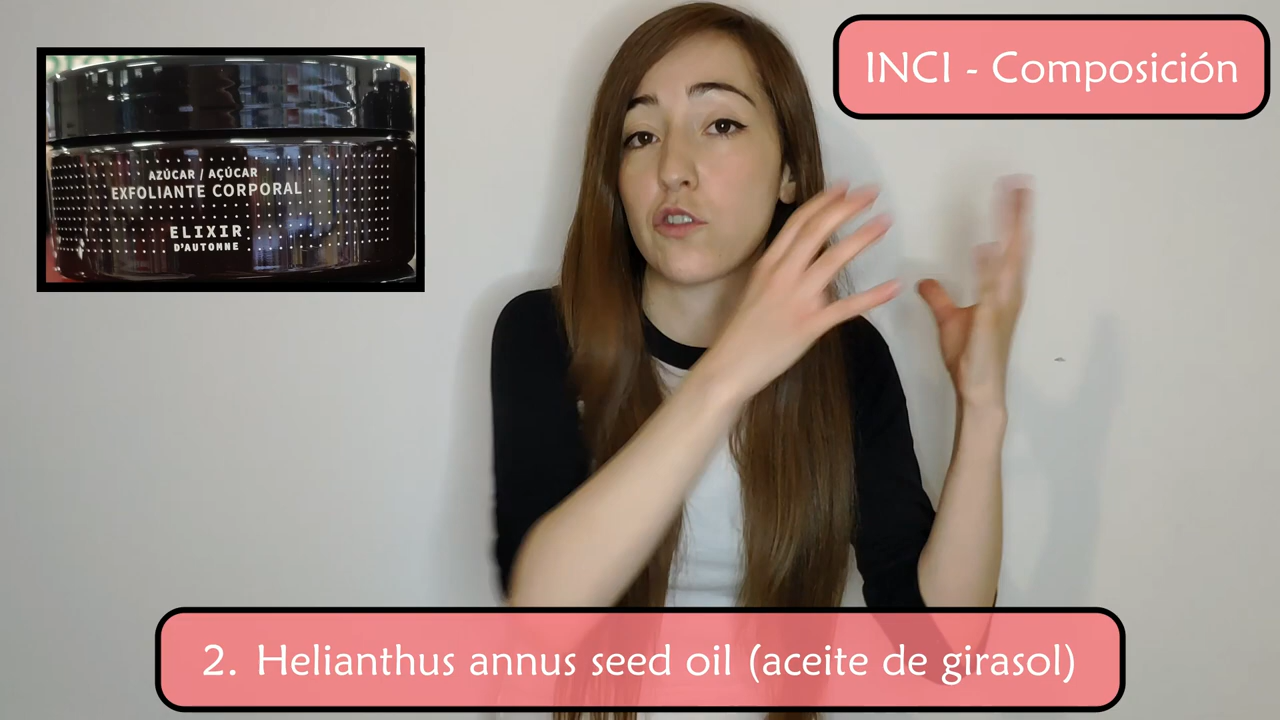 INCI - Composición
AZÚCAR / AÇÚCAR
EXFOLIANTE CORPORAL
ELIXIR
D'AUTOMNE
2. Helianthus annus seed oil (aceite de girasol)